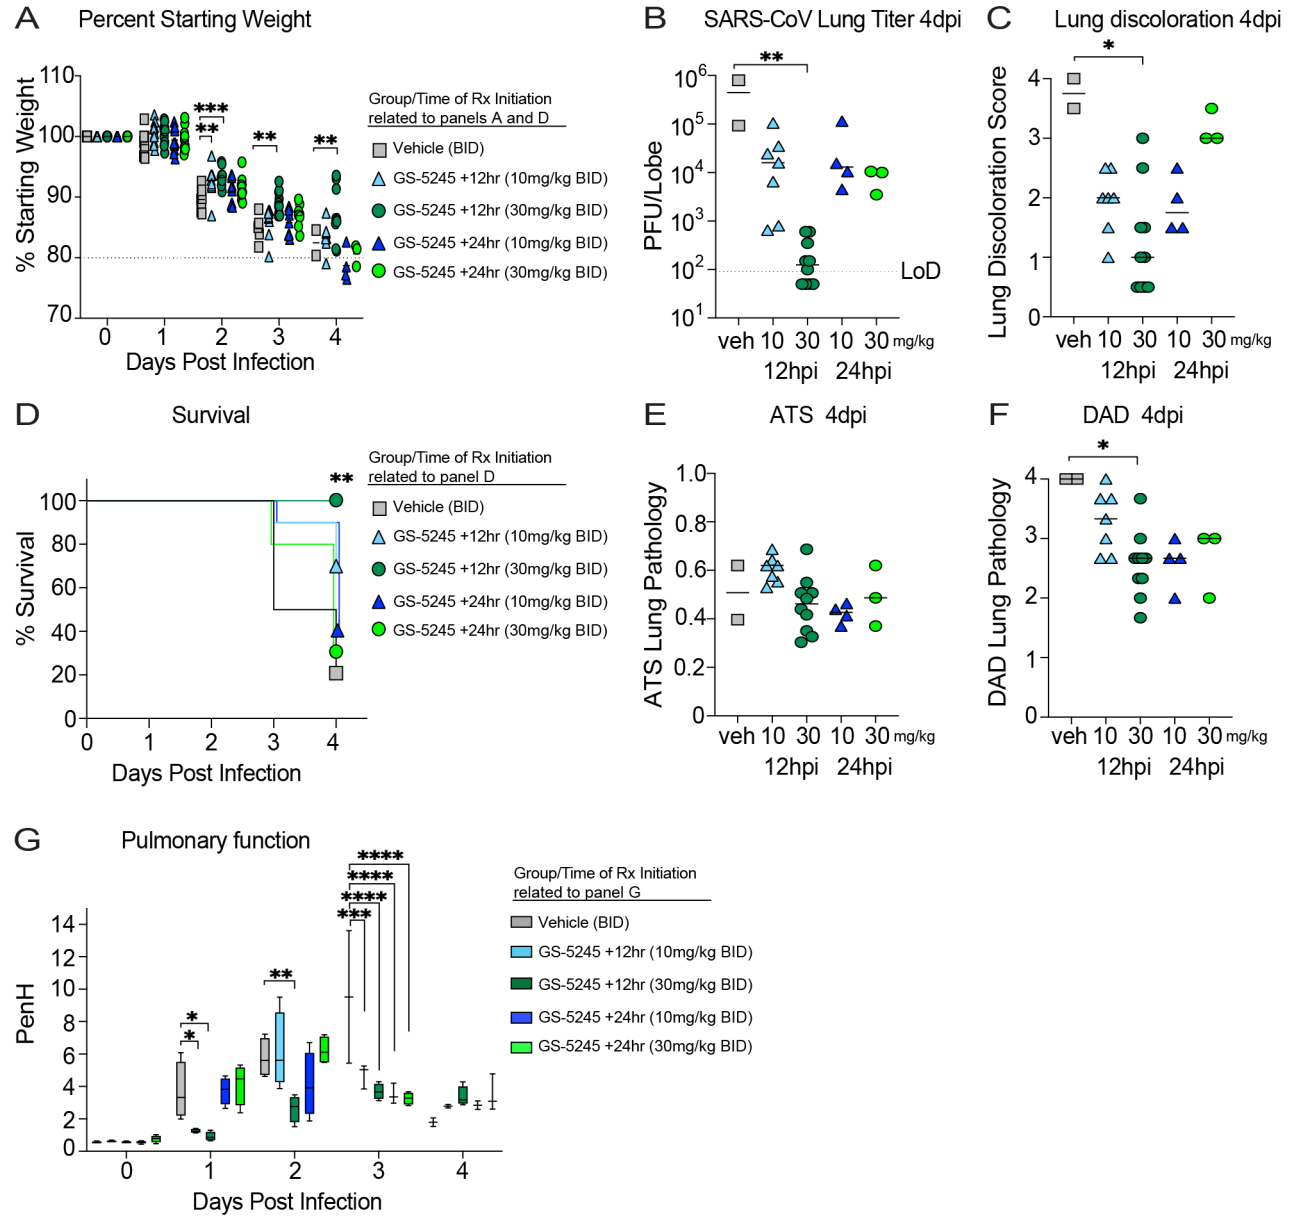 A Percent Starting Weight
% Starting Weight
110
100
90
80
70
*** ** ** **
0 1 2 3 4
Days Post Infection
Group/Time of Rx Initiation
related to panels A and D
Vehicle (BID)
GS-5245 +12hr (10mg/kg BID)
GS-5245 +12hr (30mg/kg BID)
GS-5245 +24hr (10mg/kg BID)
GS-5245 +24hr (30mg/kg BID)
B SARS-CoV Lung Titer 4dpi
**
PFU/Lobe
10⁶
10⁵
10⁴
10³
10²
10¹
LoD
veh 10 30 10 30 mg/kg
12hpi 24hpi
C Lung discoloration 4dpi
*
Lung Discoloration Score
4
3
2
1
0
veh 10 30 10 30 mg/kg
12hpi 24hpi
D Survival
**
% Survival
100
80
60
40
20
0
0 1 2 3 4
Days Post Infection
Group/Time of Rx Initiation
related to panel D
Vehicle (BID)
GS-5245 +12hr (10mg/kg BID)
GS-5245 +12hr (30mg/kg BID)
GS-5245 +24hr (10mg/kg BID)
GS-5245 +24hr (30mg/kg BID)
E ATS 4dpi
ATS Lung Pathology
1.0
0.8
0.6
0.4
0.2
0
veh 10 30 10 30 mg/kg
12hpi 24hpi
F DAD 4dpi
*
DAD Lung Pathology
4
3
2
1
0
veh 10 30 10 30 mg/kg
12hpi 24hpi
G Pulmonary function
PenH
14
12
10
8
6
4
2
0
*
*
**
****
****
****
***
0 1 2 3 4
Days Post Infection
Group/Time of Rx Initiation
related to panel G
Vehicle (BID)
GS-5245 +12hr (10mg/kg BID)
GS-5245 +12hr (30mg/kg BID)
GS-5245 +24hr (10mg/kg BID)
GS-5245 +24hr (30mg/kg BID)